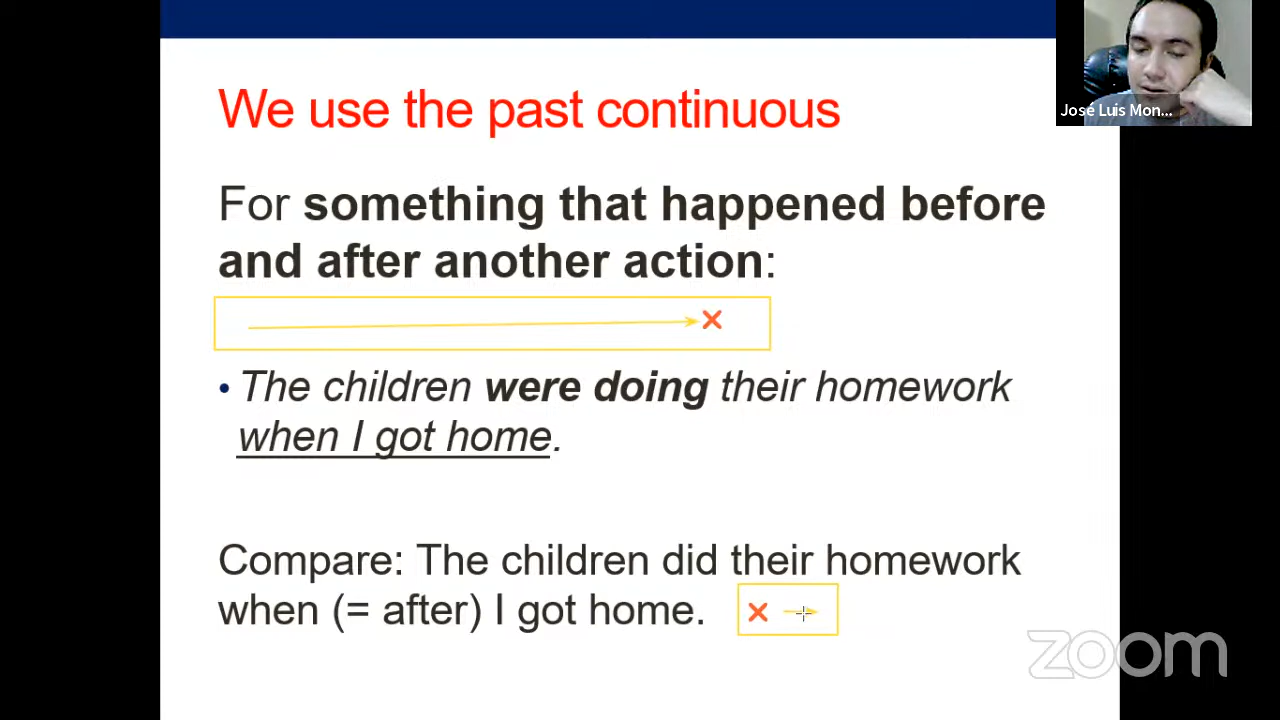 We use the past continuous
José Luis Mon...
For something that happened before
and after another action:
• The children were doing their homework
when I got home.
Compare: The children did their homework
when (= after) I got home.
zoom